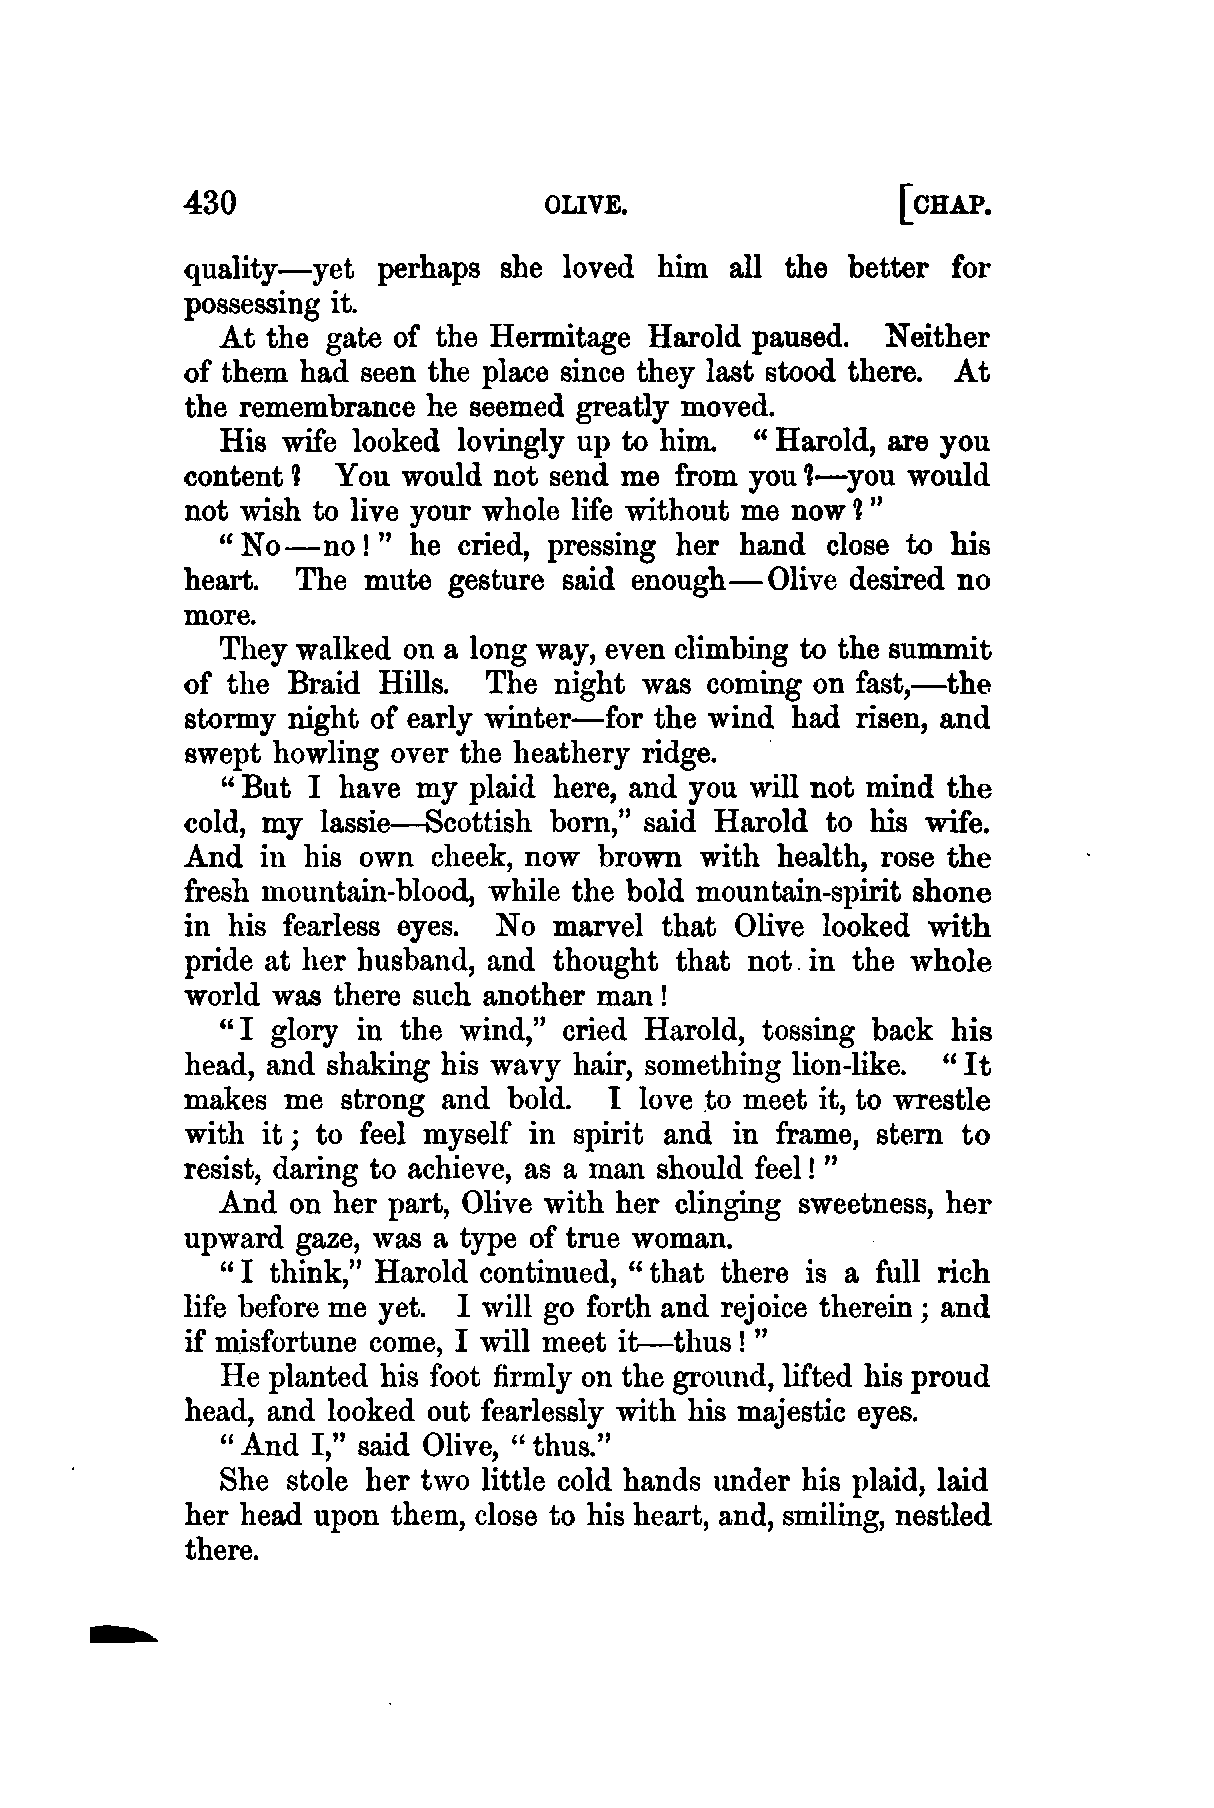 430 OLIVE. [CHAP.
quality—yet perhaps she loved him all the better for
possessing it.
At the gate of the Hermitage Harold paused. Neither
of them had seen the place since they last stood there. At
the remembrance he seemed greatly moved.
His wife looked lovingly up to him. “Harold, are you
content? You would not send me from you?—you would
not wish to live your whole life without me now?”
“No—no!” he cried, pressing her hand close to his
heart. The mute gesture said enough—Olive desired no
more.
They walked on a long way, even climbing to the summit
of the Braid Hills. The night was coming on fast,—the
stormy night of early winter—for the wind had risen, and
swept howling over the heathery ridge.
“But I have my plaid here, and you will not mind the
cold, my lassie—Scottish born,” said Harold to his wife.
And in his own cheek, now brown with health, rose the
fresh mountain-blood, while the bold mountain-spirit shone
in his fearless eyes. No marvel that Olive looked with
pride at her husband, and thought that not in the whole
world was there such another man!
“I glory in the wind,” cried Harold, tossing back his
head, and shaking his wavy hair, something lion-like. “It
makes me strong and bold. I love to meet it, to wrestle
with it; to feel myself in spirit and in frame, stern to
resist, daring to achieve, as a man should feel!”
And on her part, Olive with her clinging sweetness, her
upward gaze, was a type of true woman.
“I think,” Harold continued, “that there is a full rich
life before me yet. I will go forth and rejoice therein; and
if misfortune come, I will meet it—thus!”
He planted his foot firmly on the ground, lifted his proud
head, and looked out fearlessly with his majestic eyes.
“And I,” said Olive, “thus.”
She stole her two little cold hands under his plaid, laid
her head upon them, close to his heart, and, smiling, nestled
there.